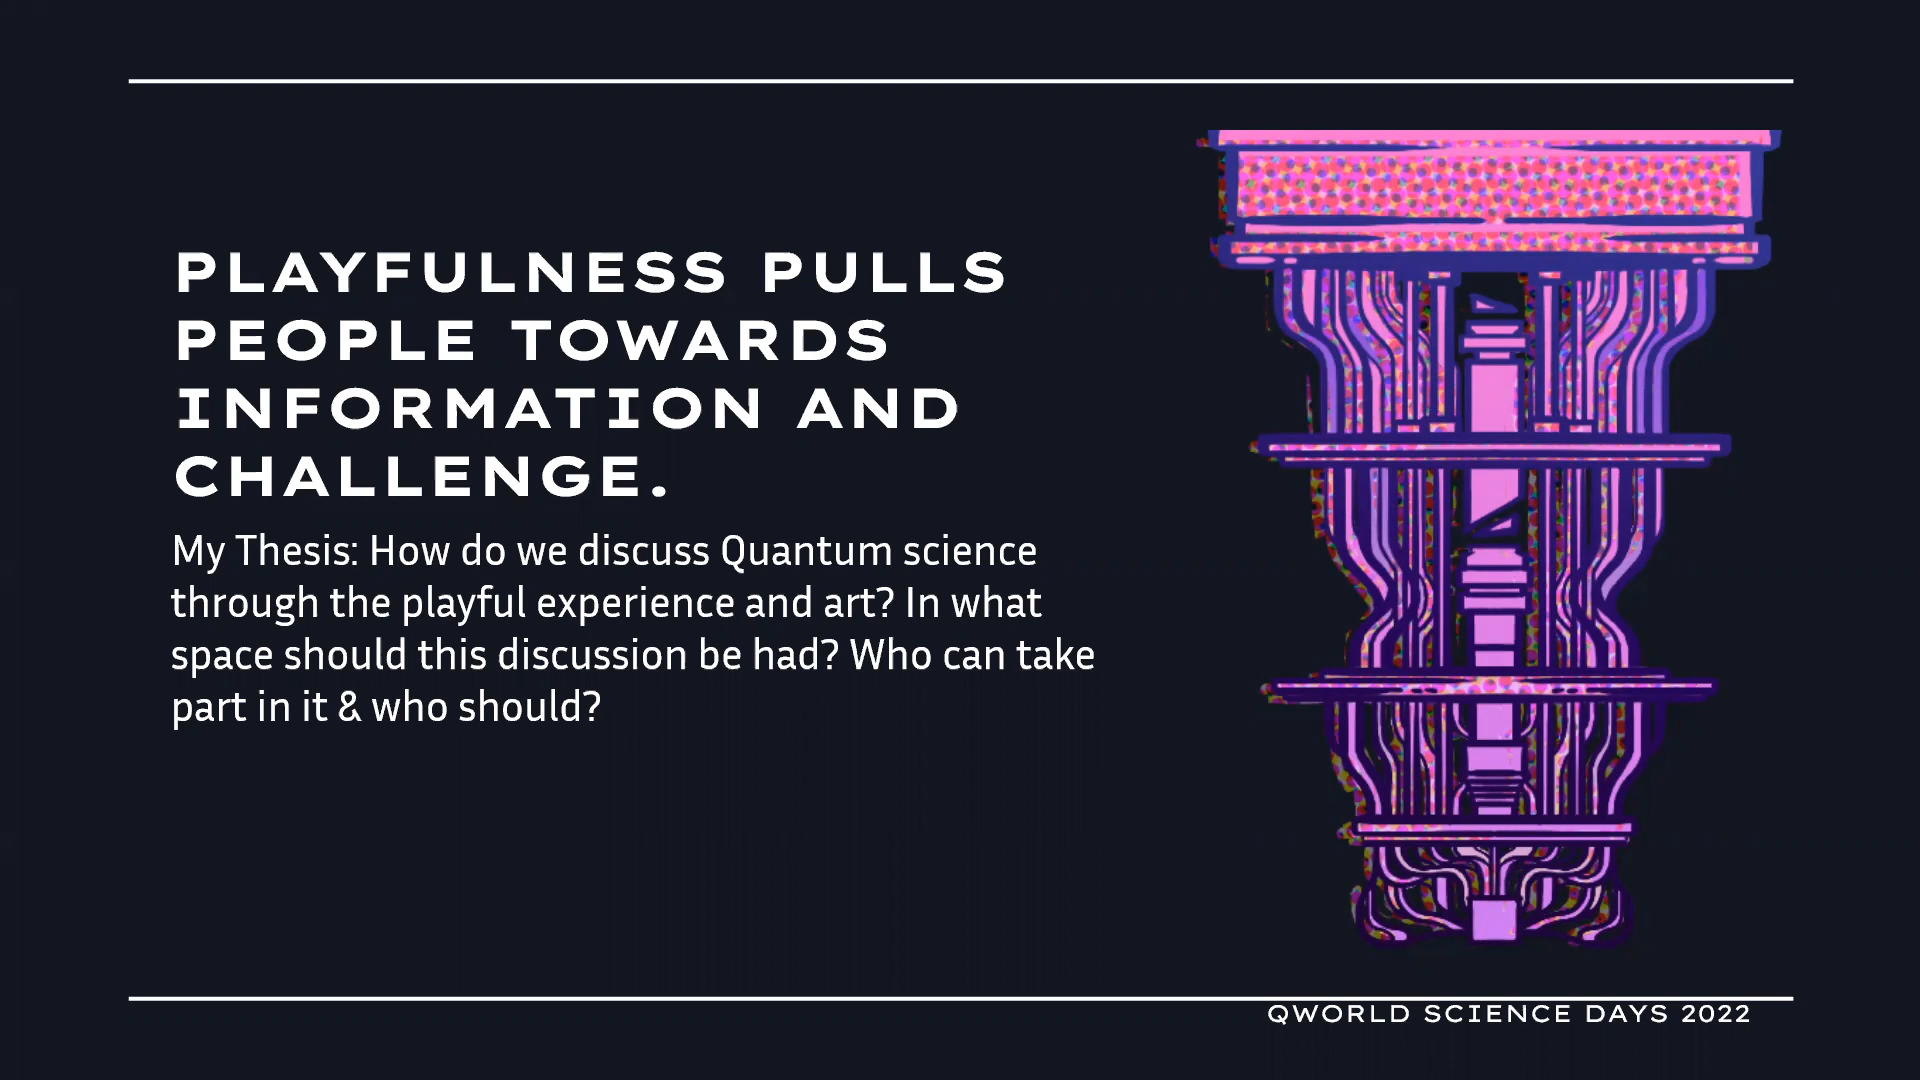 PLAYFULNESS PULLS
PEOPLE TOWARDS
INFORMATION AND
CHALLENGE.
My Thesis: How do we discuss Quantum science
through the playful experience and art? In what
space should this discussion be had? Who can take
part in it & who should?
QWORLD SCIENCE DAYS 2022